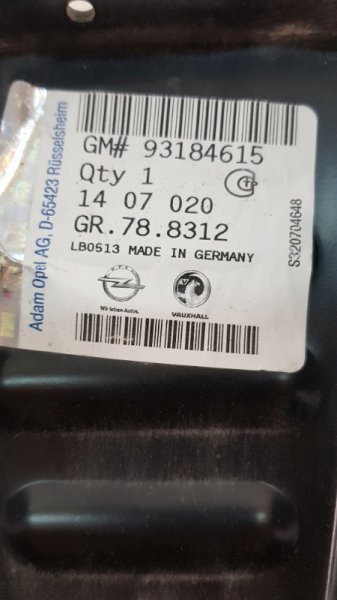 GM# 93184615
Qty 1
14 07 020
GR.78.8312
LB0513 MADE IN GERMANY
Wir leben Autos.
VAUXHALL
Adam Opel AG, D-65423 Rüsselsheim
S320704648